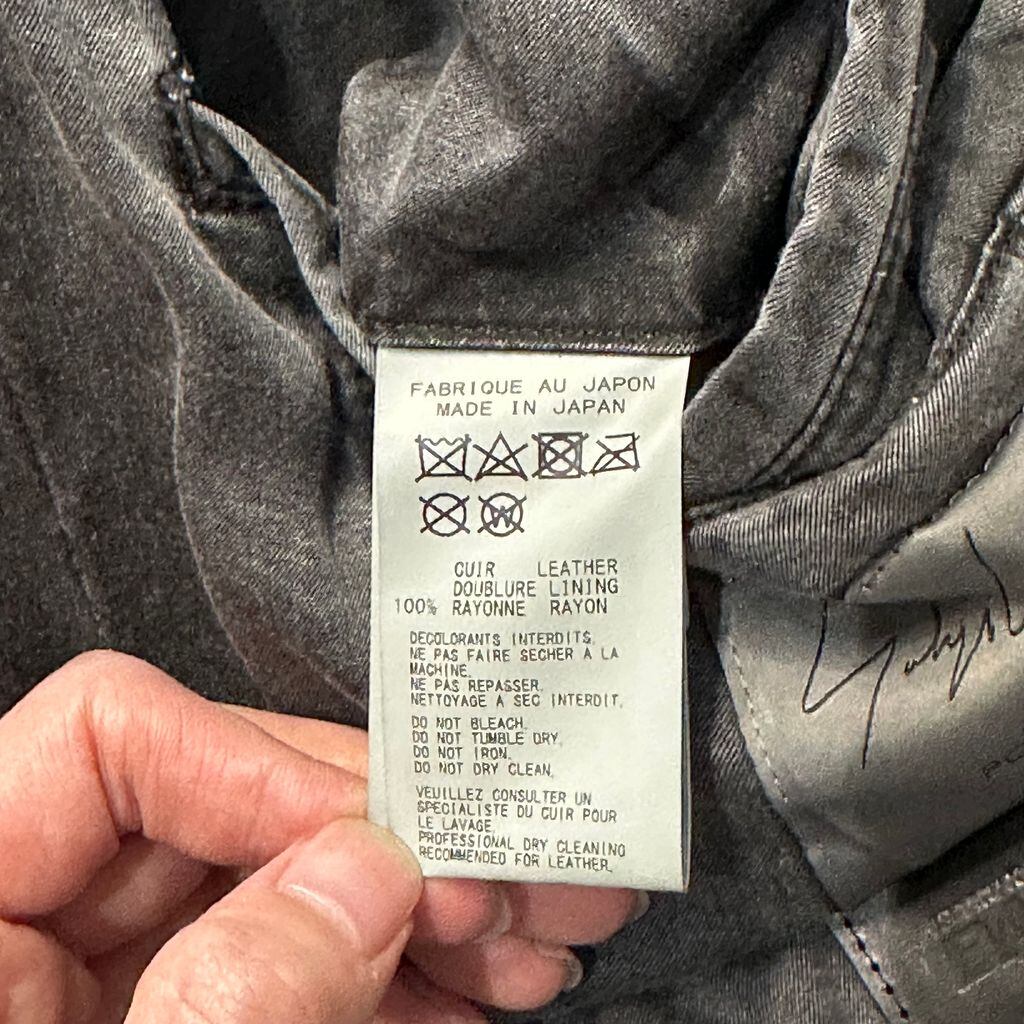 FABRIQUE AU JAPON
MADE IN JAPAN
W
CUIR LEATHER
DOUBLURE LINING
100% RAYONNE RAYON
DECOLORANTS INTERDITS.
NE PAS FAIRE SECHER A LA
MACHINE.
NE PAS REPASSER.
NETTOYAGE A SEC INTERDIT.
DO NOT BLEACH.
DO NOT TUMBLE DRY.
DO NOT IRON.
DO NOT DRY CLEAN.
VEUILLEZ CONSULTER UN
SPECIALISTE DU CUIR POUR
LE LAVAGE.
PROFESSIONAL DRY CLEANING
RECOMMENDED FOR LEATHER.